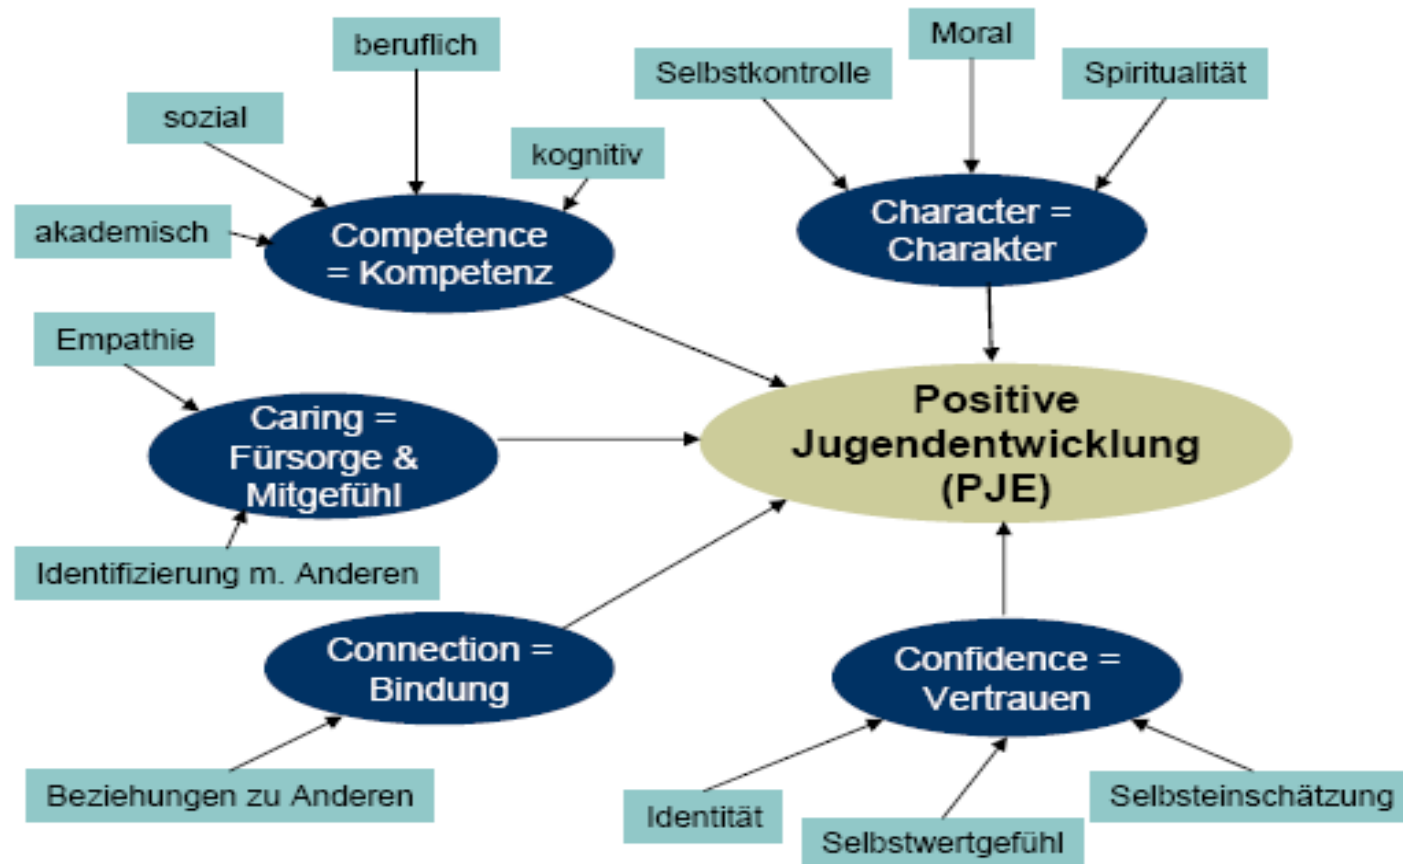 beruflich
Moral
Selbstkontrolle
Spiritualität
sozial
kognitiv
akademisch
Competence
= Kompetenz
Character =
Charakter
Empathie
Caring =
Fürsorge &
Mitgefühl
Positive
Jugendentwicklung
(PJE)
Identifizierung m. Anderen
Connection =
Bindung
Confidence =
Vertrauen
Beziehungen zu Anderen
Identität
Selbstwertgefühl
Selbsteinschätzung